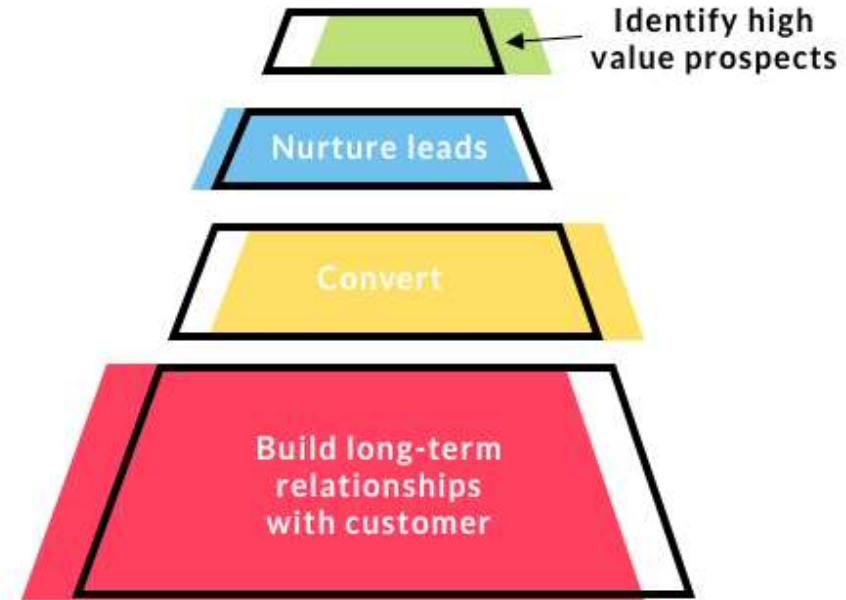 Identify high
value prospects
Nurture leads
Convert
Build long-term
relationships
with customer